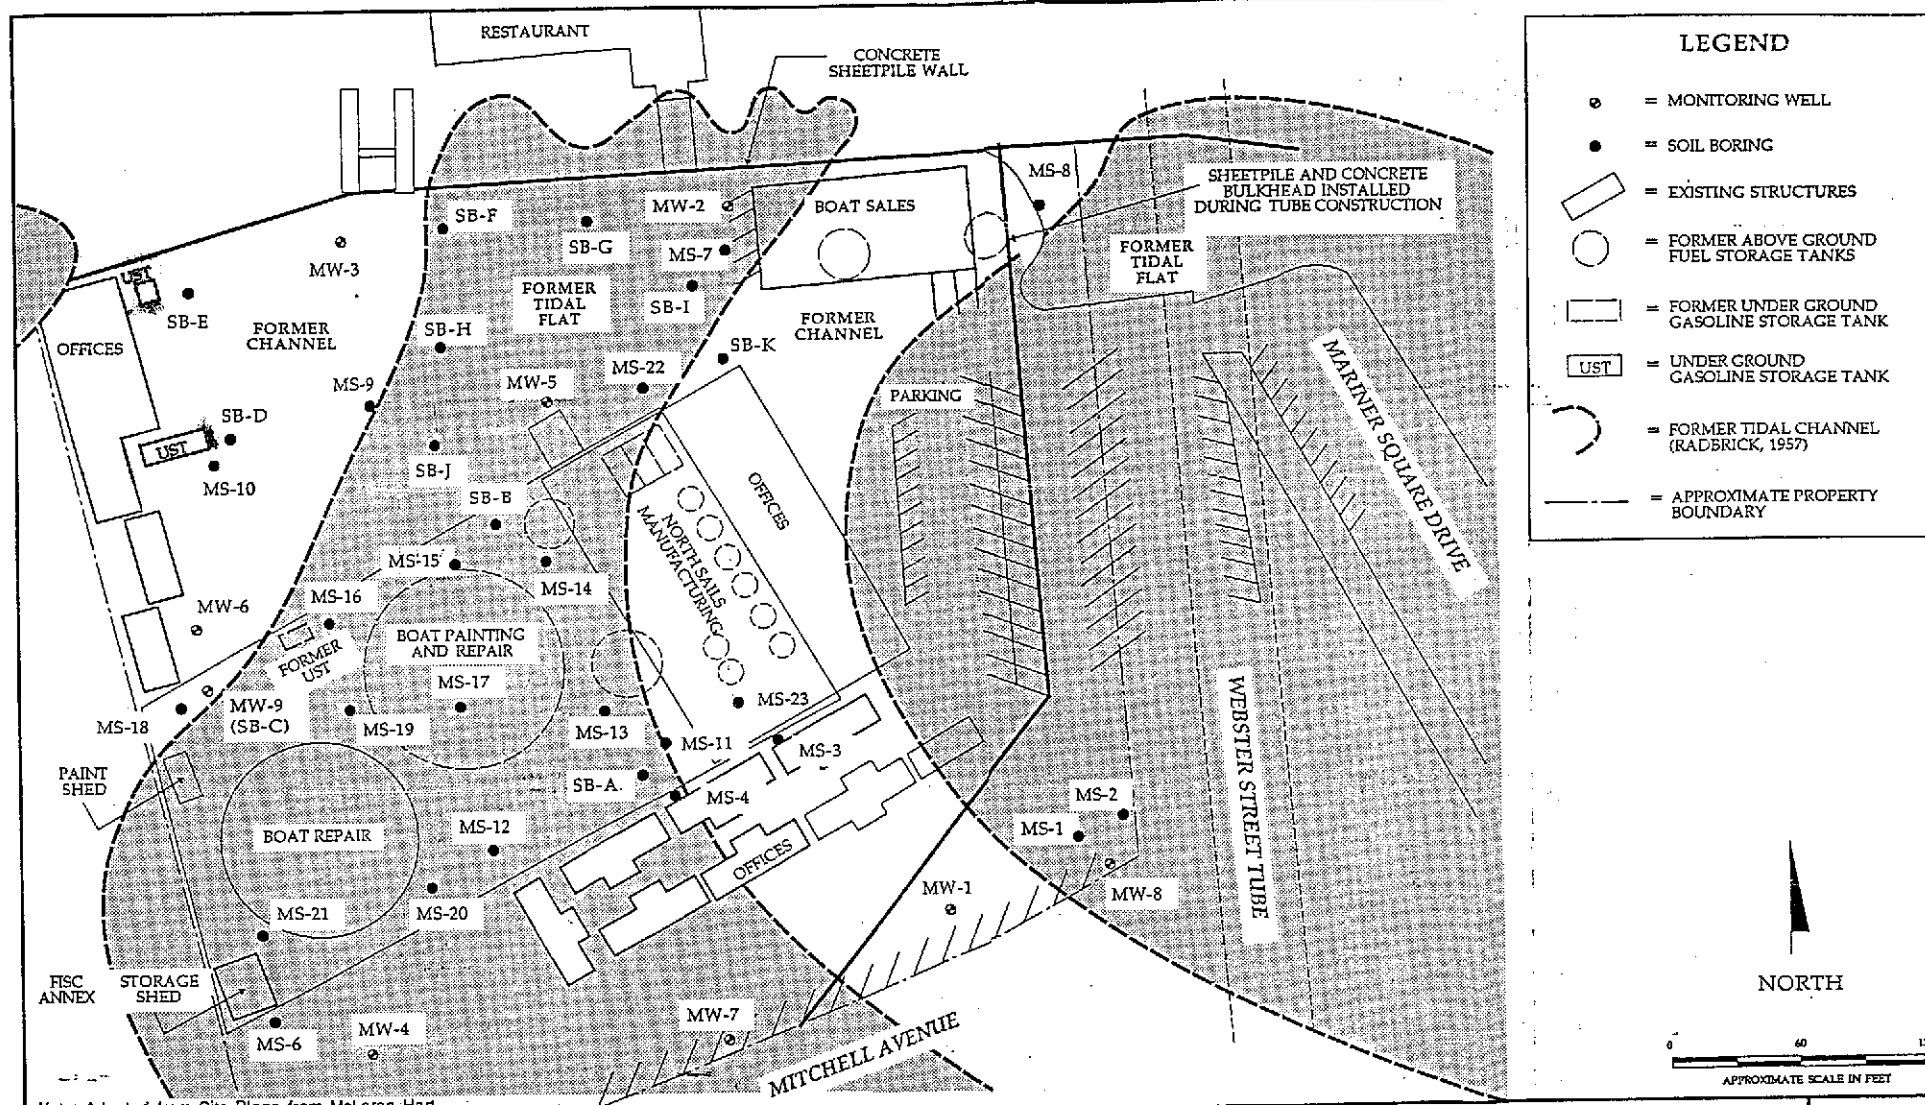 RESTAURANT
CONCRETE
SHEETPILE WALL
MS-8
SHEETPILE AND CONCRETE
BULKHEAD INSTALLED
DURING TUBE CONSTRUCTION
MW-2
BOAT SALES
SB-F
SB-G
MS-7
FORMER
TIDAL
FLAT
MW-3
UST
SB-E
FORMER
CHANNEL
OFFICES
SB-H
FORMER
TIDAL
FLAT
SB-I
FORMER
CHANNEL
SB-K
MS-22
MW-5
MS-9
PARKING
MARINER SQUARE DRIVE
SB-D
UST
MS-10
SB-J
SB-B
OFFICES
NORTH SAILS
MANUFACTURING
MS-15
MS-14
MS-16
MW-6
BOAT PAINTING
AND REPAIR
FORMER
UST
MS-17
MW-9
(SB-C)
MS-18
MS-19
MS-13
MS-23
MS-11
MS-3
WEBSTER STREET TUBE
PAINT
SHED
SB-A
MS-4
MS-2
MS-1
BOAT REPAIR
MS-12
OFFICES
MW-1
MW-8
MS-21
MS-20
FISC
ANNEX
STORAGE
SHED
MS-6
MW-4
MW-7
MITCHELL AVENUE
LEGEND
= MONITORING WELL
= SOIL BORING
= EXISTING STRUCTURES
= FORMER ABOVE GROUND
FUEL STORAGE TANKS
= FORMER UNDER GROUND
GASOLINE STORAGE TANK
UST
= UNDER GROUND
GASOLINE STORAGE TANK
= FORMER TIDAL CHANNEL
(RADBRICK, 1957)
= APPROXIMATE PROPERTY
BOUNDARY
NORTH
0 60
APPROXIMATE SCALE IN FEET